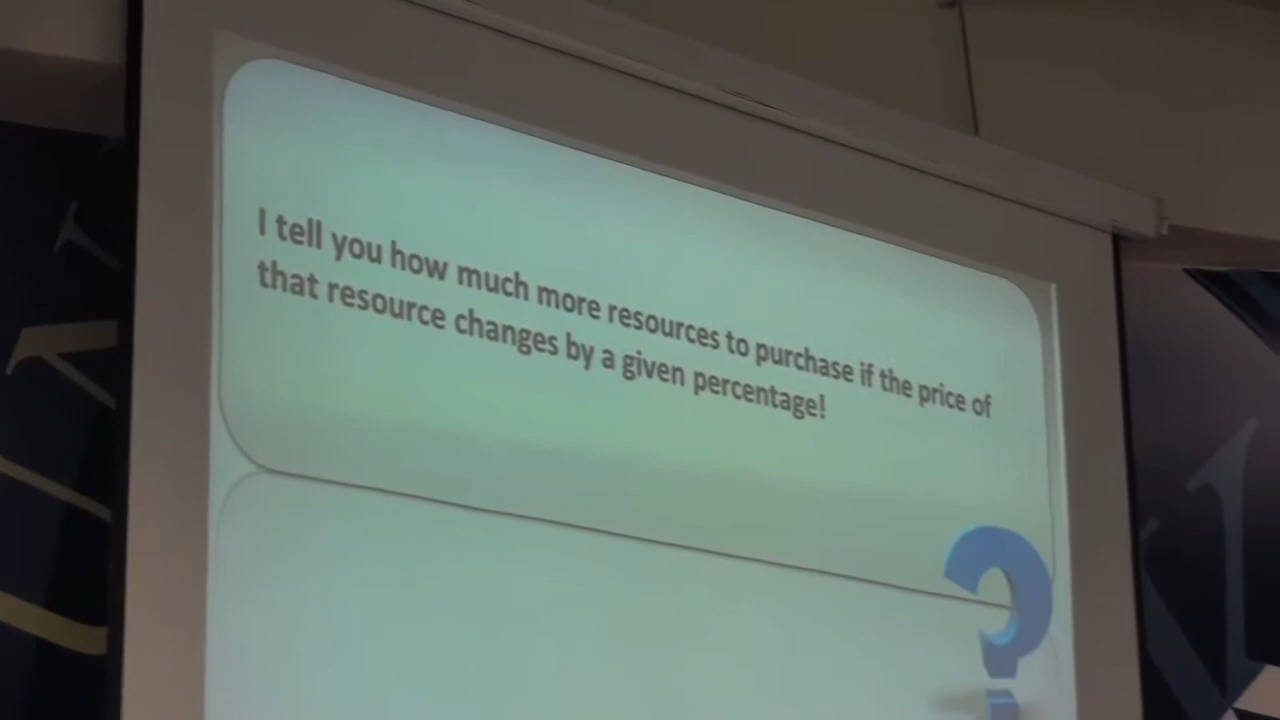 I tell you how much more resources to purchase if the price of
that resource changes by a given percentage!
?